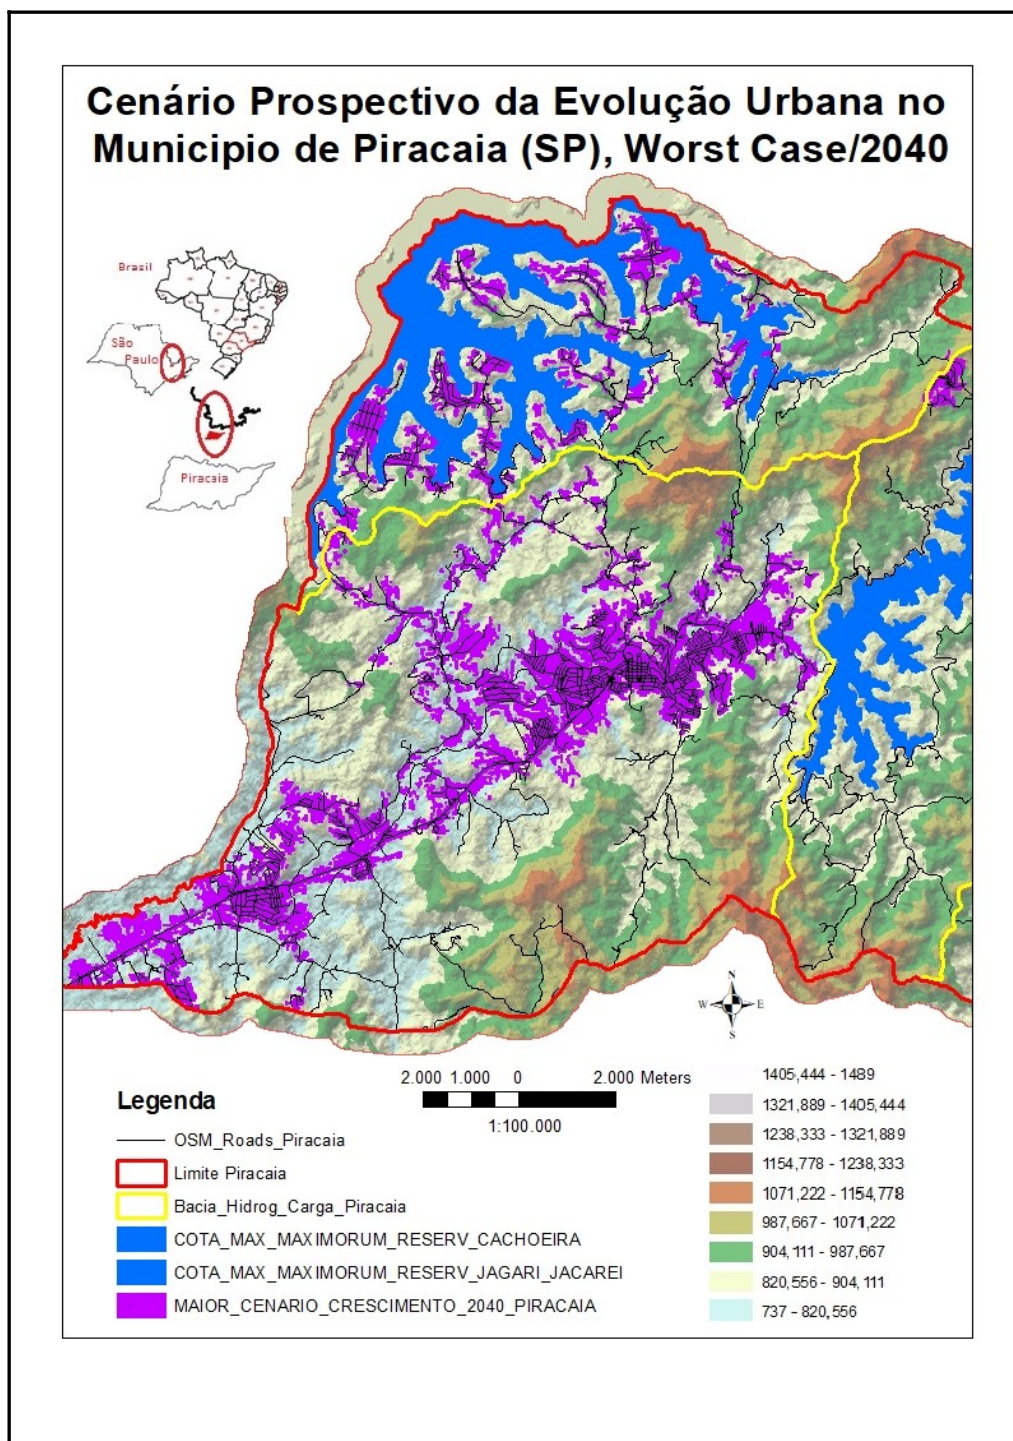 Cenário Prospectivo da Evolução Urbana no
Municipio de Piracaia (SP), Worst Case/2040
Brasil
São
Paulo
Piracaia
N
W E
S
2.000 1.000 0 2.000 Meters
1:100.000
Legenda
OSM_Roads_Piracaia
Limite Piracaia
Bacia_Hidrog_Carga_Piracaia
COTA_MAX_MAXIMORUM_RESERV_CACHOEIRA
COTA_MAX_MAXIMORUM_RESERV_JAGARI_JACAREI
MAIOR_CENARIO_CRESCIMENTO_2040_PIRACAIA
1405,444 - 1489
1321,889 - 1405,444
1238,333 - 1321,889
1154,778 - 1238,333
1071,222 - 1154,778
987,667 - 1071,222
904,111 - 987,667
820,556 - 904,111
737 - 820,556